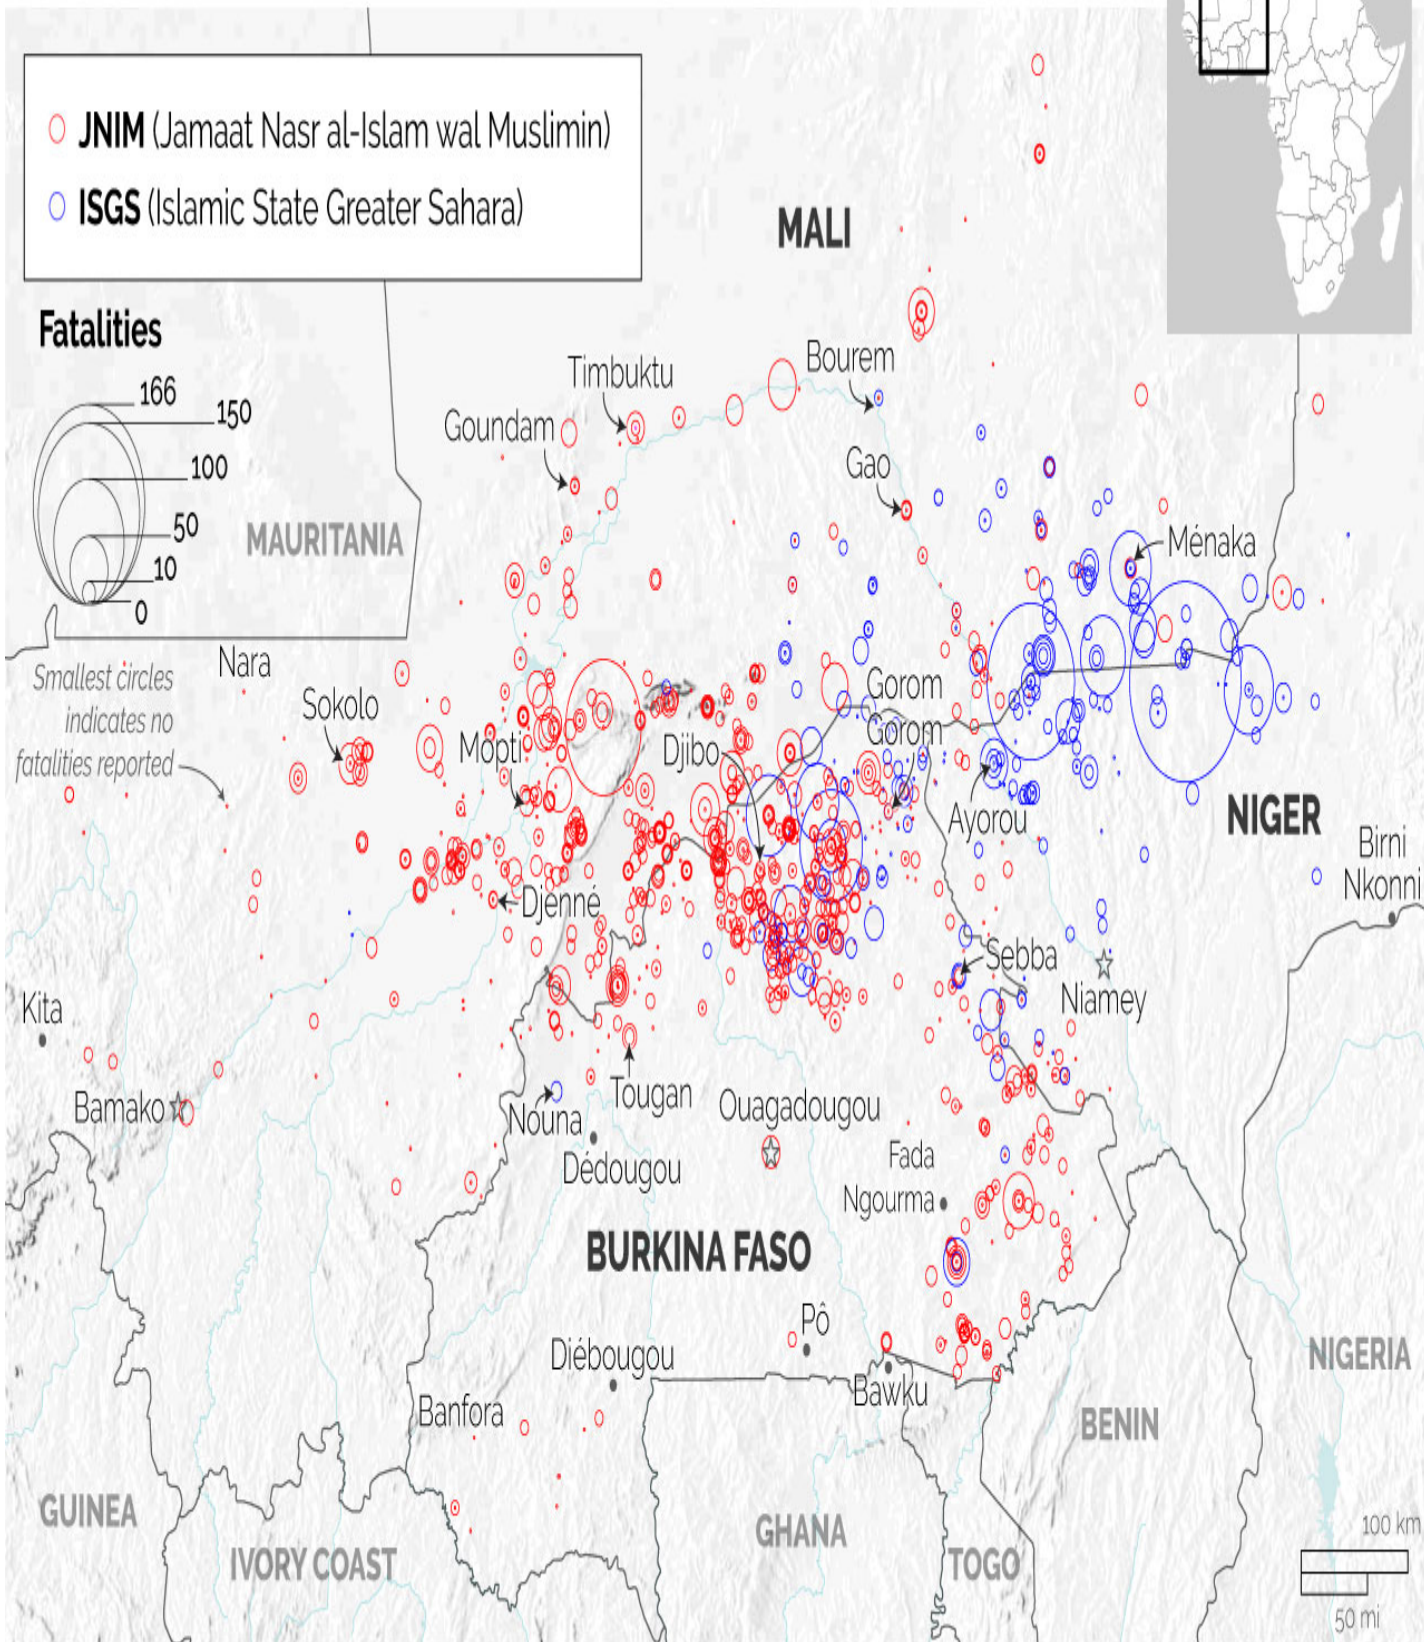 JNIM (Jamaat Nasr al-Islam wal Muslimin)
ISGS (Islamic State Greater Sahara)
MALI
Fatalities
166
150
100
50
10
0
Smallest circles
indicates no
fatalities reported
MAURITANIA
Timbuktu
Goundam
Bourem
Gao
Ménaka
Nara
Sokolo
Mopti
Djibo
Gorom
Gorom
Ayorou
NIGER
Birni
Nkonni
Djenné
Sebba
Niamey
Kita
Bamako
Nouna
Tougan
Dédougou
Ouagadougou
Fada
Ngourma
BURKINA FASO
Pô
Diébougou
Bawku
Banfora
NIGERIA
BENIN
GUINEA
IVORY COAST
GHANA
TOGO
100 km
50 mi